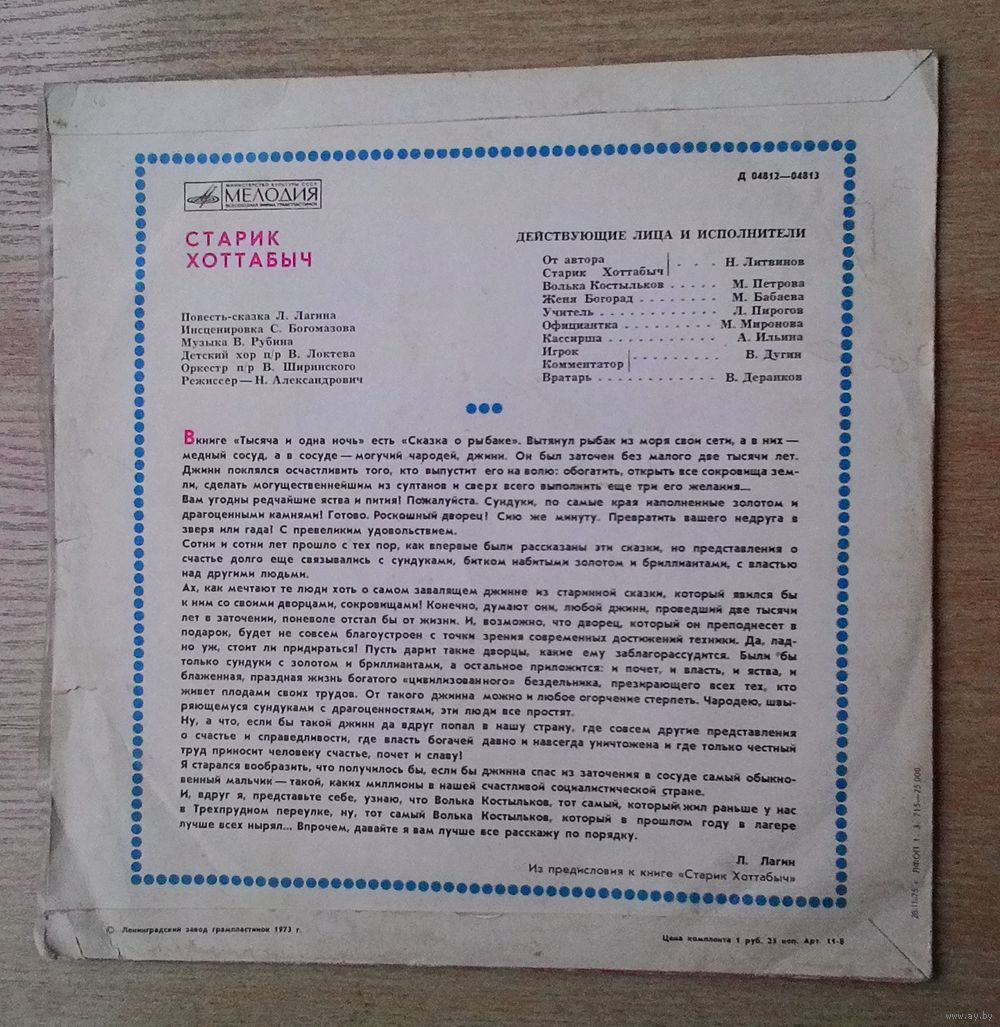 Д 04812—04813
МИНИСТЕРСТВО КУЛЬТУРЫ СССР
МЕЛОДИЯ
ВСЕСОЮЗНАЯ ФИРМА ГРАМПЛАСТИНОК
СТАРИК
ХОТТАБЫЧ
Повесть-сказка Л. Лагина
Инсценировка С. Богомазова
Музыка В. Рубина
Детский хор п/р В. Локтева
Оркестр п/р В. Ширинского
Режиссер — Н. Александрович
ДЕЙСТВУЮЩИЕ ЛИЦА И ИСПОЛНИТЕЛИ
От автора
Старик Хоттабыч . . . Н. Литвинов
Волька Костыльков . . . . . М. Петрова
Женя Богорад . . . . . . . . М. Бабаева
Учитель . . . . . . . . . . . . Л. Пирогов
Официантка . . . . . . . . . М. Миронова
Кассирша . . . . . . . . . . . А. Ильина
Игрок
Комментатор . . . . . . . . . В. Дугин
Вратарь . . . . . . . . . . . . В. Деранков
В книге «Тысяча и одна ночь» есть «Сказка о рыбаке». Вытянул рыбак из моря свои сети, а в них —
медный сосуд, а в сосуде — могучий чародей, джинн. Он был заточен без малого две тысячи лет.
Джинн поклялся осчастливить того, кто выпустит его на волю: обогатить, открыть все сокровища зем-
ли, сделать могущественнейшим из султанов и сверх всего выполнить еще три его желания...
Вам угодны редчайшие яства и пития! Пожалуйста. Сундуки, по самые края наполненные золотом и
драгоценными камнями! Готово. Роскошный дворец! Сию же минуту. Превратить вашего недруга в
зверя или гада! С превеликим удовольствием.
Сотни и сотни лет прошло с тех пор, как впервые были рассказаны эти сказки, но представления о
счастье долго еще связывались с сундуками, битком набитыми золотом и бриллиантами, с властью
над другими людьми.
Ах, как мечтают те люди хоть о самом завалящем джинне из старинной сказки, который явился бы
к ним со своими дворцами, сокровищами! Конечно, думают они, любой джинн, проведший две тысячи
лет в заточении, поневоле отстал бы от жизни. И, возможно, что дворец, который он преподнесет в
подарок, будет не совсем благоустроен с точки зрения современных достижений техники. Да, лад-
но уж, стоит ли придираться! Пусть дарит такие дворцы, какие ему заблагорассудится. Были бы
только сундуки с золотом и бриллиантами, а остальное приложится: и почет, и власть, и яства, и
блаженная, праздная жизнь богатого «цивилизованного» бездельника, презирающего всех тех, кто
живет плодами своих трудов. От такого джинна можно и любое огорчение стерпеть. Чародею, швы-
ряющемуся сундуками с драгоценностями, эти люди все простят.
Ну, а что, если бы такой джинн да вдруг попал в нашу страну, где совсем другие представления
о счастье и справедливости, где власть богачей давно и навсегда уничтожена и где только честный
труд приносит человеку счастье, почет и славу!
Я старался вообразить, что получилось бы, если бы джинна спас из заточения в сосуде самый обыкно-
венный мальчик — такой, каких миллионы в нашей счастливой социалистической стране.
И, вдруг я, представьте себе, узнаю, что Волька Костыльков, тот самый, который жил раньше у нас
в Трехпрудном переулке, ну, тот самый Волька Костыльков, который в прошлом году в лагере
лучше всех нырял... Впрочем, давайте я вам лучше все расскажу по порядку.
Л. Лагин
Из предисловия к книге «Старик Хоттабыч»
© Ленинградский завод грампластинок 1973 г.
Цена комплекта 1 руб. 25 коп. Арт. 11-8
ЛФОП 1 З. 715—75 000
www.ay.by